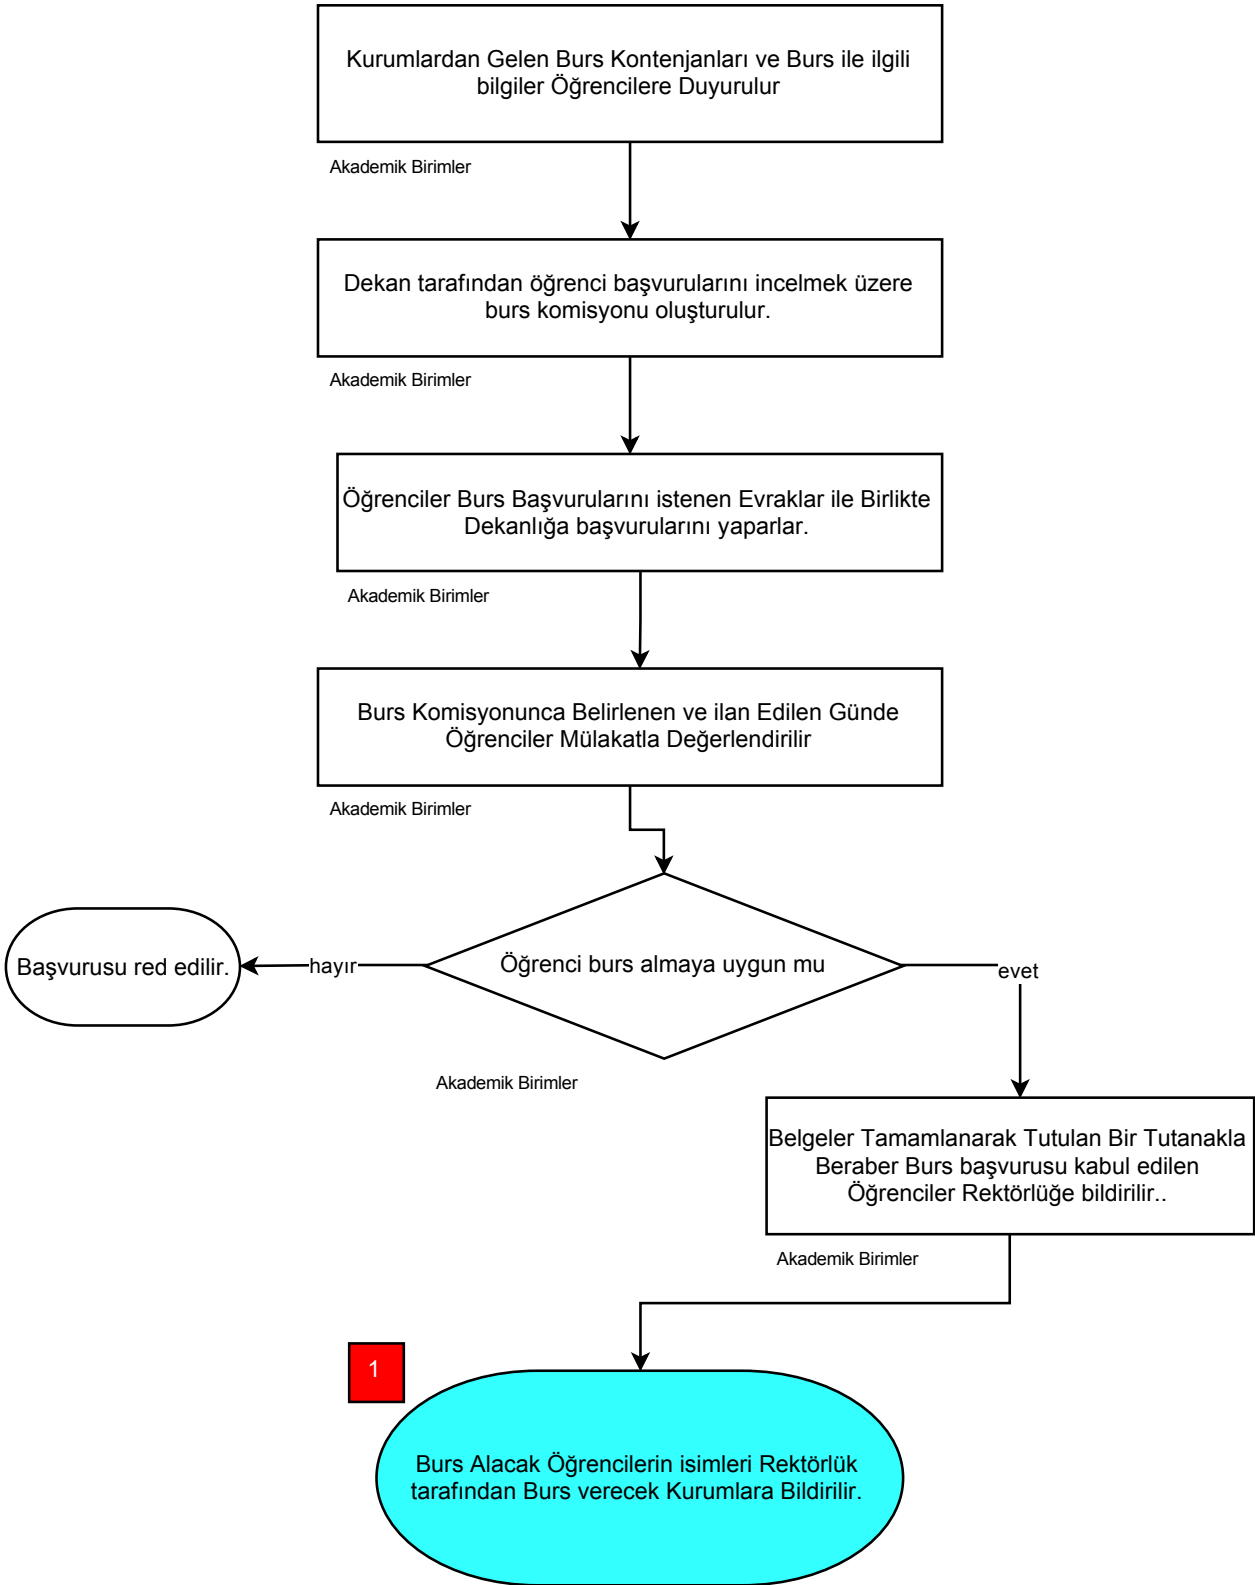 Kurumlardan Gelen Burs Kontenjanları ve Burs ile ilgili
bilgiler Öğrencilere Duyurulur
Akademik Birimler
Dekan tarafından öğrenci başvurularını incelmek üzere
burs komisyonu oluşturulur.
Akademik Birimler
Öğrenciler Burs Başvurularını istenen Evraklar ile Birlikte
Dekanlığa başvurularını yaparlar.
Akademik Birimler
Burs Komisyonunca Belirlenen ve ilan Edilen Günde
Öğrenciler Mülakatla Değerlendirilir
Akademik Birimler
Başvurusu red edilir.
hayır
Öğrenci burs almaya uygun mu
evet
Akademik Birimler
Belgeler Tamamlanarak Tutulan Bir Tutanakla
Beraber Burs başvurusu kabul edilen
Öğrenciler Rektörlüğe bildirilir..
Akademik Birimler
1
Burs Alacak Öğrencilerin isimleri Rektörlük
tarafından Burs verecek Kurumlara Bildirilir.